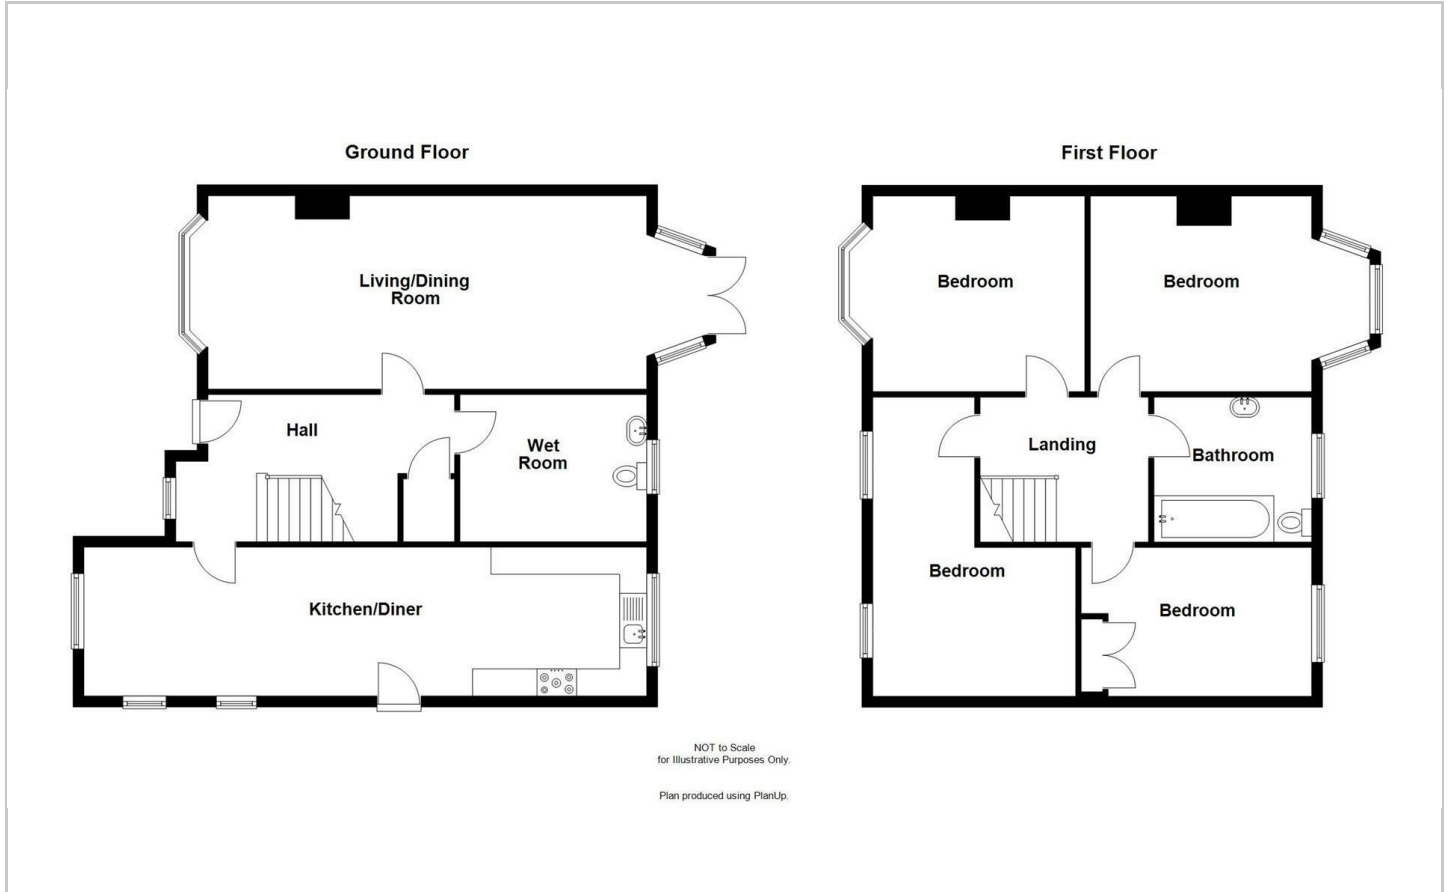 Ground Floor
Living/Dining
Room
Hall
Wet
Room
Kitchen/Diner
First Floor
Bedroom
Bedroom
Landing
Bathroom
Bedroom
Bedroom
NOT to Scale
for Illustrative Purposes Only.
Plan produced using PlanUp.